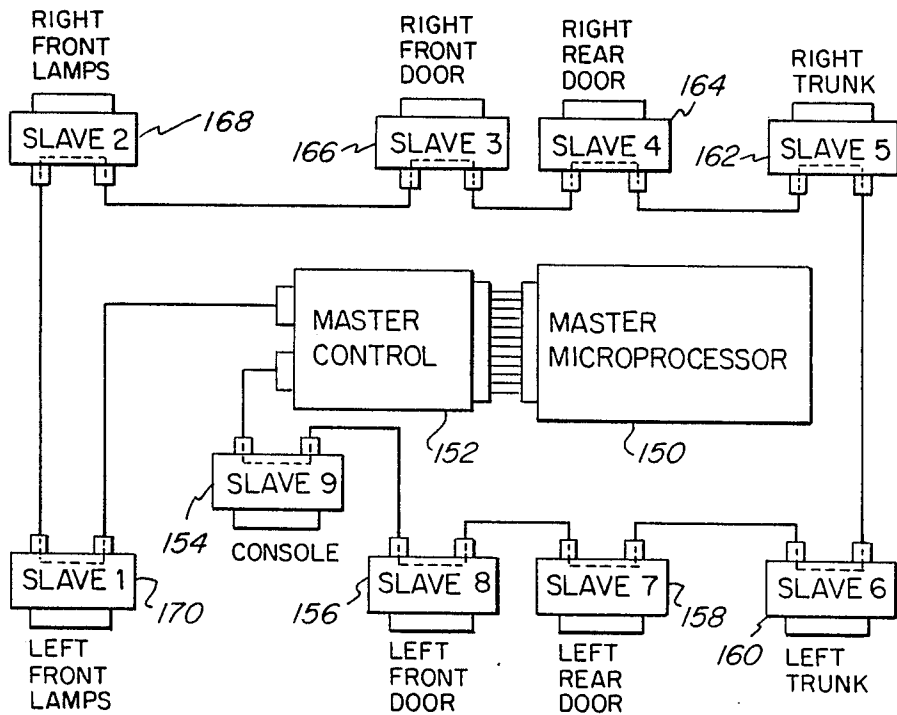 RIGHT
FRONT
LAMPS
RIGHT
FRONT
DOOR
RIGHT
REAR
DOOR
RIGHT
TRUNK
SLAVE 2
168
166
SLAVE 3
SLAVE 4
164
162
SLAVE 5
MASTER
CONTROL
MASTER
MICROPROCESSOR
152
150
SLAVE 9
154
CONSOLE
SLAVE 1
170
156
SLAVE 8
SLAVE 7
158
SLAVE 6
160
LEFT
FRONT
LAMPS
LEFT
FRONT
DOOR
LEFT
REAR
DOOR
LEFT
TRUNK